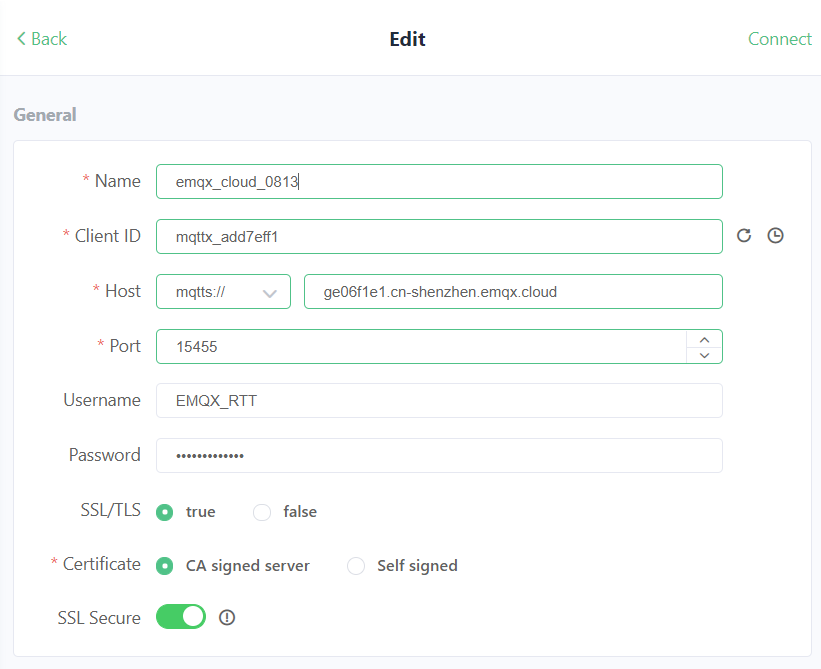 Back Edit Connect
General
* Name emqx_cloud_0813
* Client ID mqttx_add7eff1
* Host mqtts:// ge06f1e1.cn-shenzhen.emqx.cloud
* Port 15455
Username EMQX_RTT
Password •••••••••••••
SSL/TLS true false
* Certificate CA signed server Self signed
SSL Secure